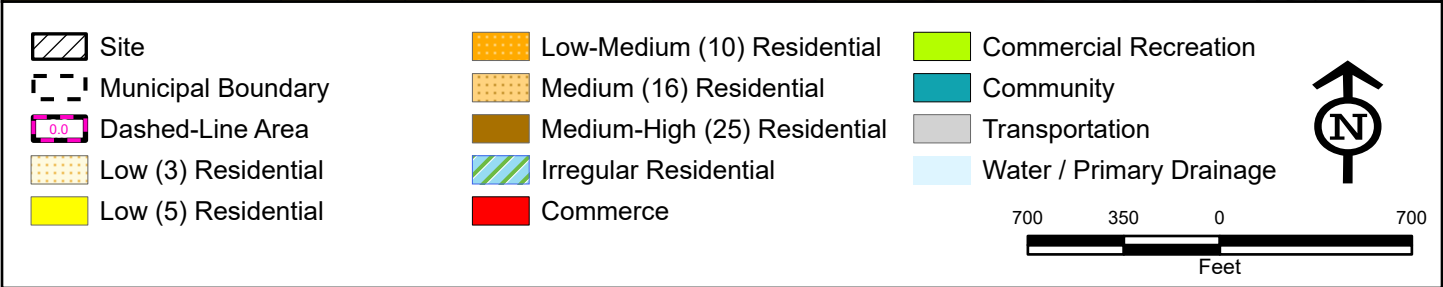 Site
Municipal Boundary
0.0 Dashed-Line Area
Low (3) Residential
Low (5) Residential
Low-Medium (10) Residential
Medium (16) Residential
Medium-High (25) Residential
Irregular Residential
Commerce
Commercial Recreation
Community
Transportation
Water / Primary Drainage
N
700 350 0 700
Feet